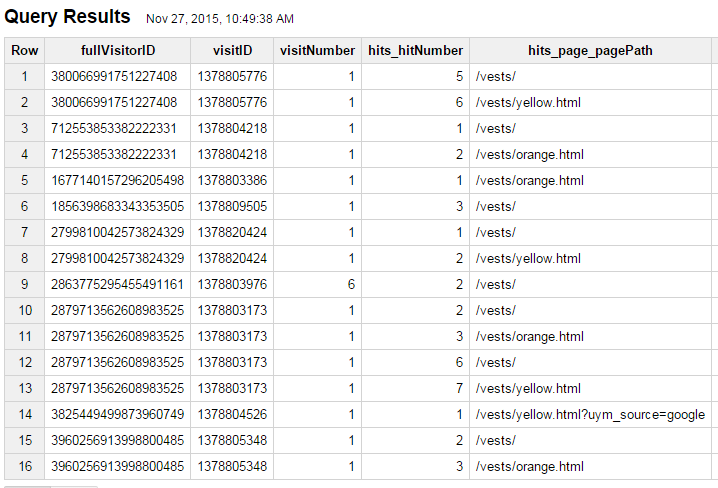 Query Results Nov 27, 2015, 10:49:38 AM
Row fullVisitorID visitID visitNumber hits_hitNumber hits_page_pagePath
1 380066991751227408 1378805776 1 5 /vests/
2 380066991751227408 1378805776 1 6 /vests/yellow.html
3 712553853382222331 1378804218 1 1 /vests/
4 712553853382222331 1378804218 1 2 /vests/orange.html
5 1677140157296205498 1378803386 1 1 /vests/orange.html
6 1856398683343353505 1378809505 1 3 /vests/
7 2799810042573824329 1378820424 1 1 /vests/
8 2799810042573824329 1378820424 1 2 /vests/yellow.html
9 2863775295455491161 1378803976 6 2 /vests/
10 2879713562608983525 1378803173 1 2 /vests/
11 2879713562608983525 1378803173 1 3 /vests/orange.html
12 2879713562608983525 1378803173 1 6 /vests/
13 2879713562608983525 1378803173 1 7 /vests/yellow.html
14 3825449499873960749 1378804526 1 1 /vests/yellow.html?uym_source=google
15 3960256913998800485 1378805348 1 2 /vests/
16 3960256913998800485 1378805348 1 3 /vests/orange.html